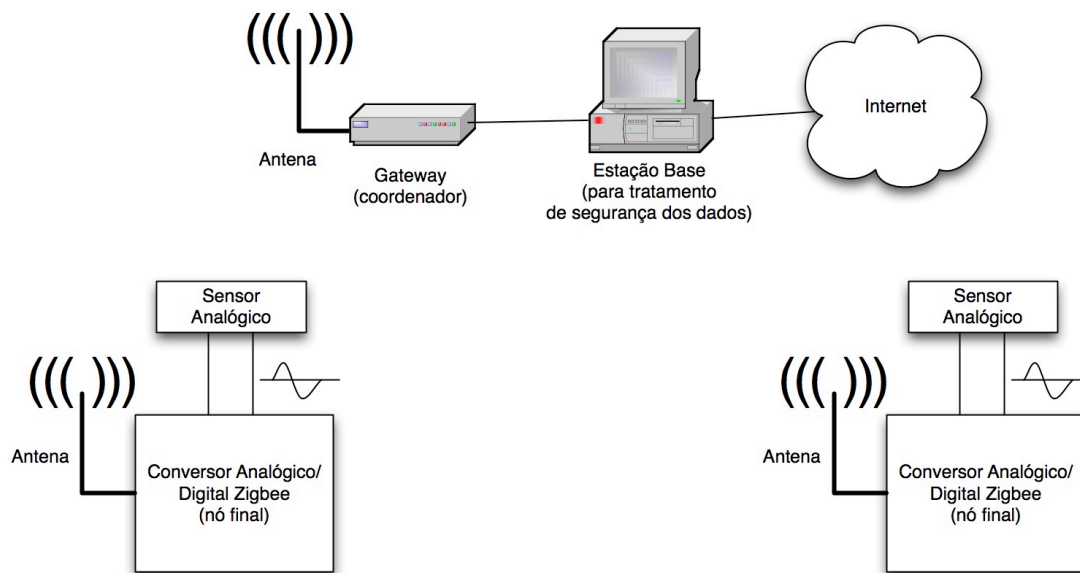 Antena
Gateway
(coordenador)
Estação Base
(para tratamento
de segurança dos dados)
Internet
Sensor
Analógico
Antena
Conversor Analógico/
Digital Zigbee
(nó final)
Sensor
Analógico
Antena
Conversor Analógico/
Digital Zigbee
(nó final)